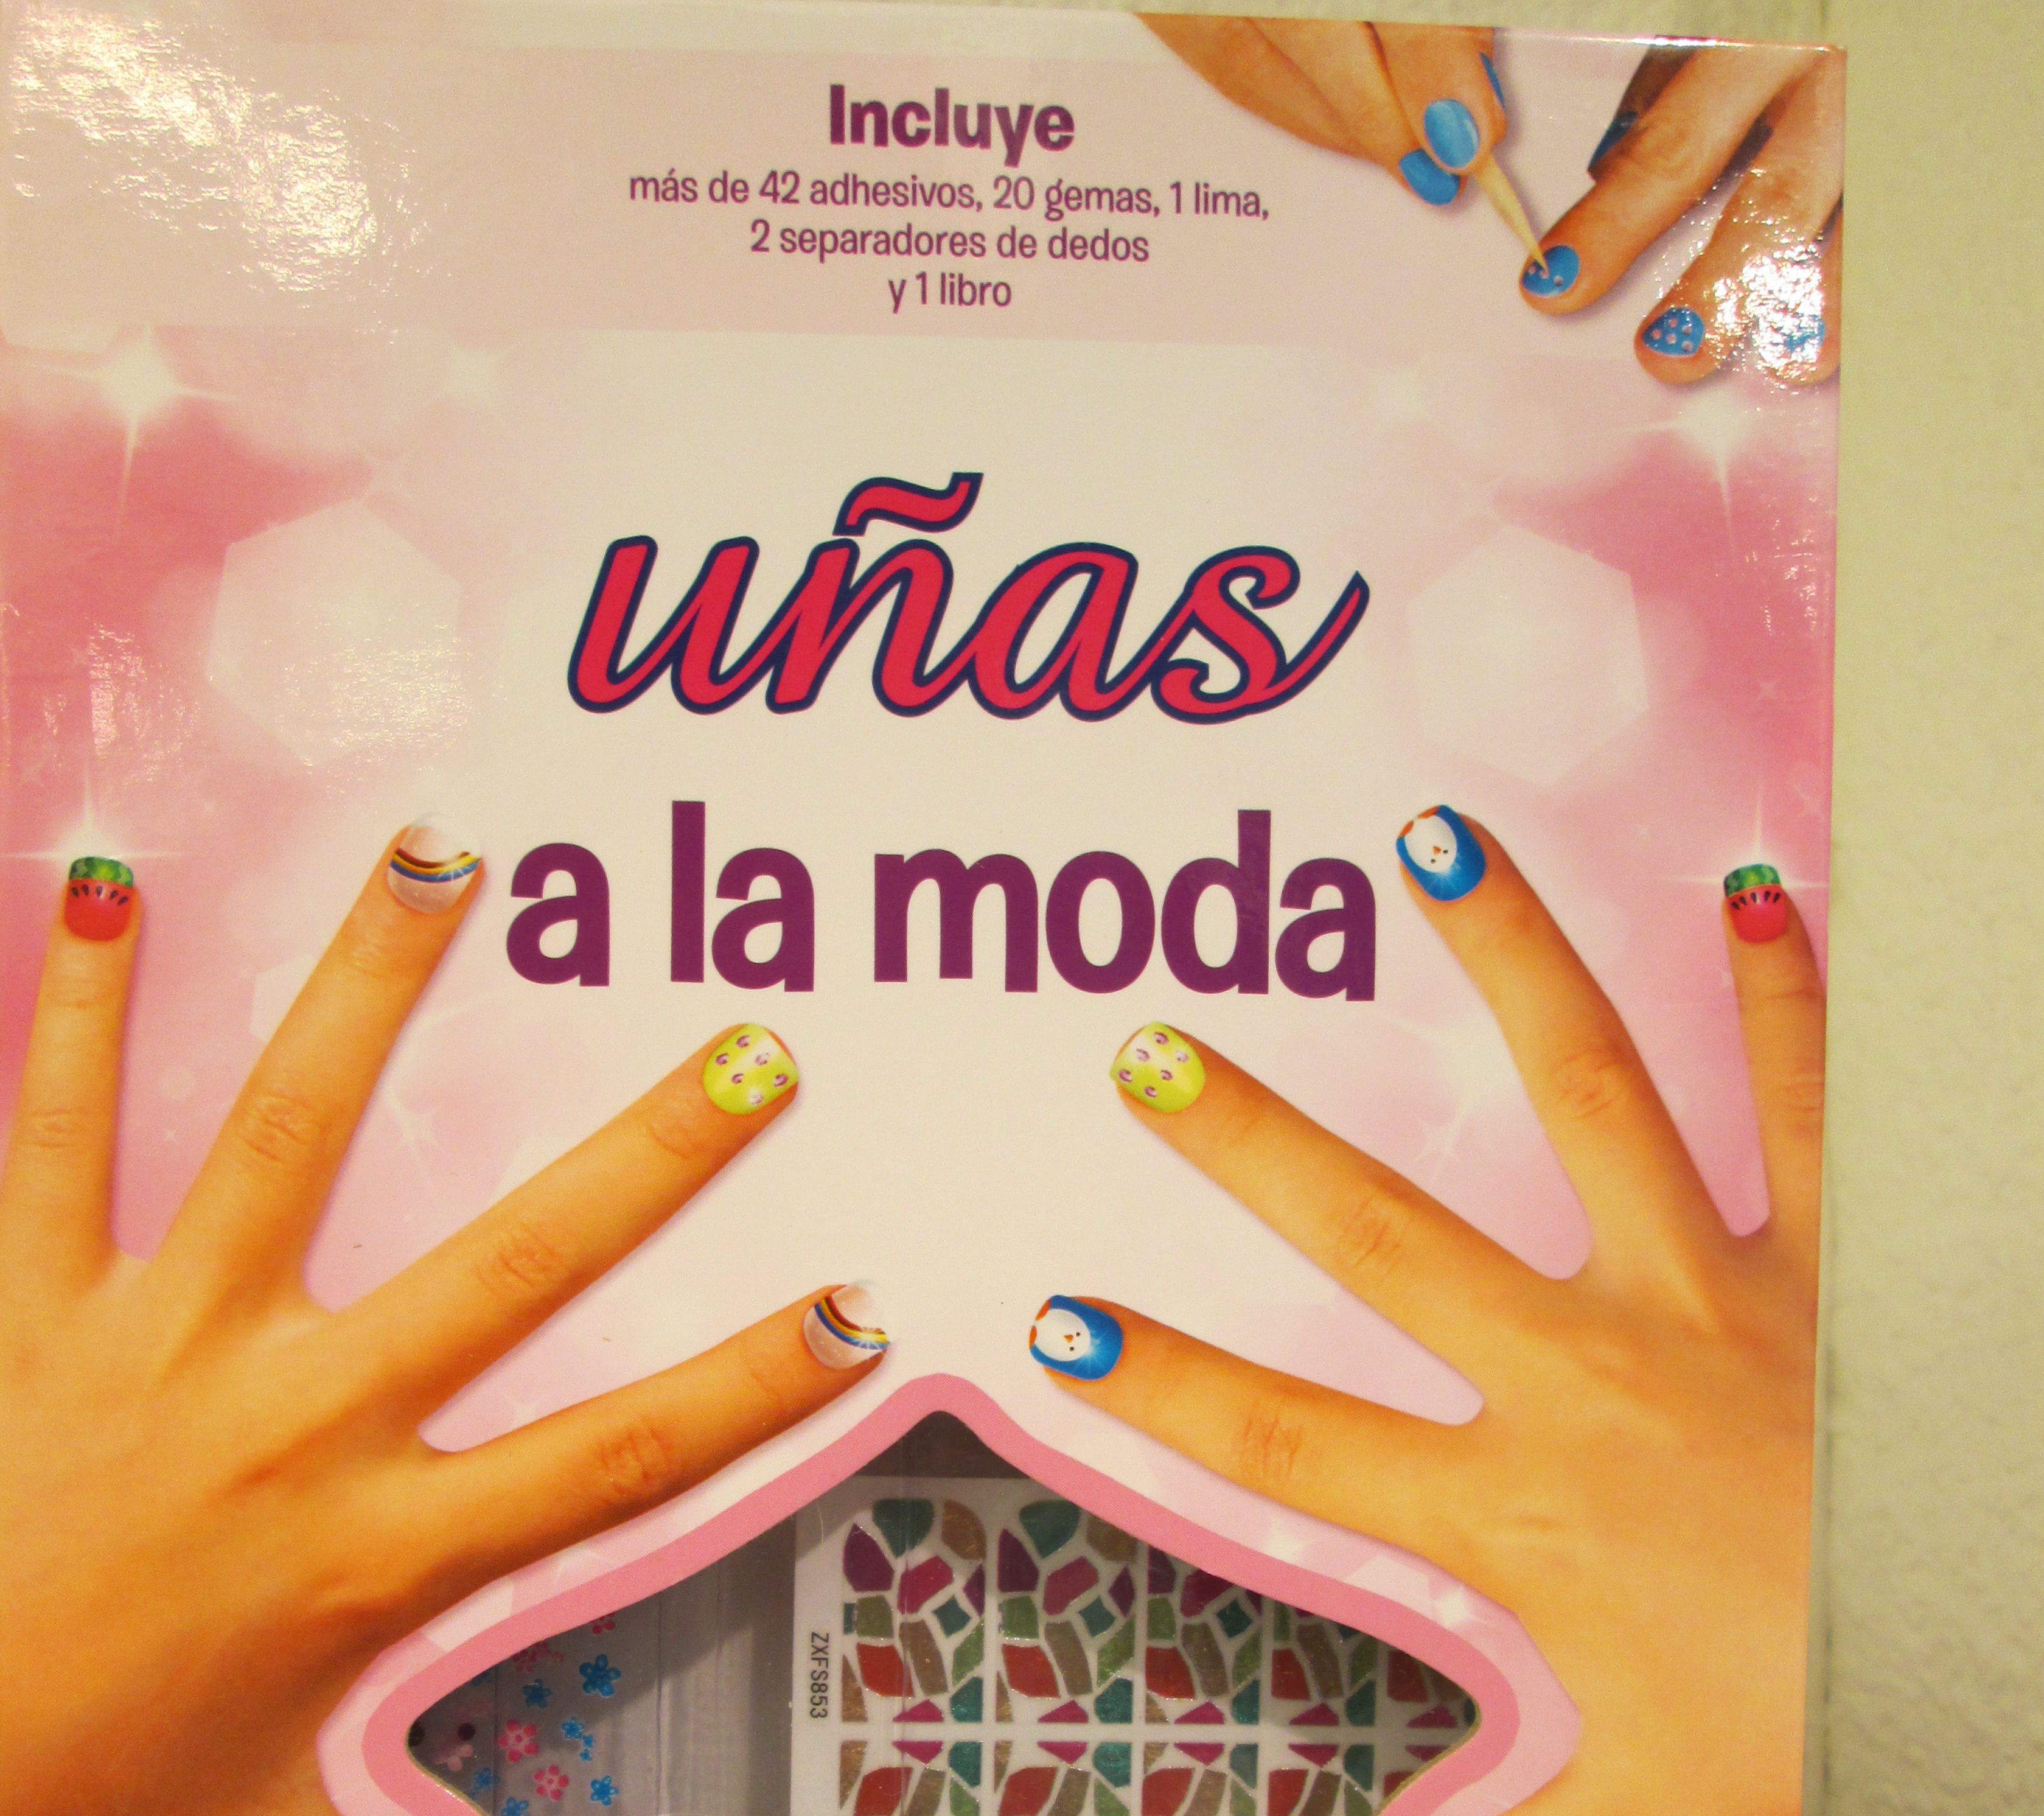 Incluye
más de 42 adhesivos, 20 gemas, 1 lima,
2 separadores de dedos
y 1 libro
uñas
a la moda
ZXFS853